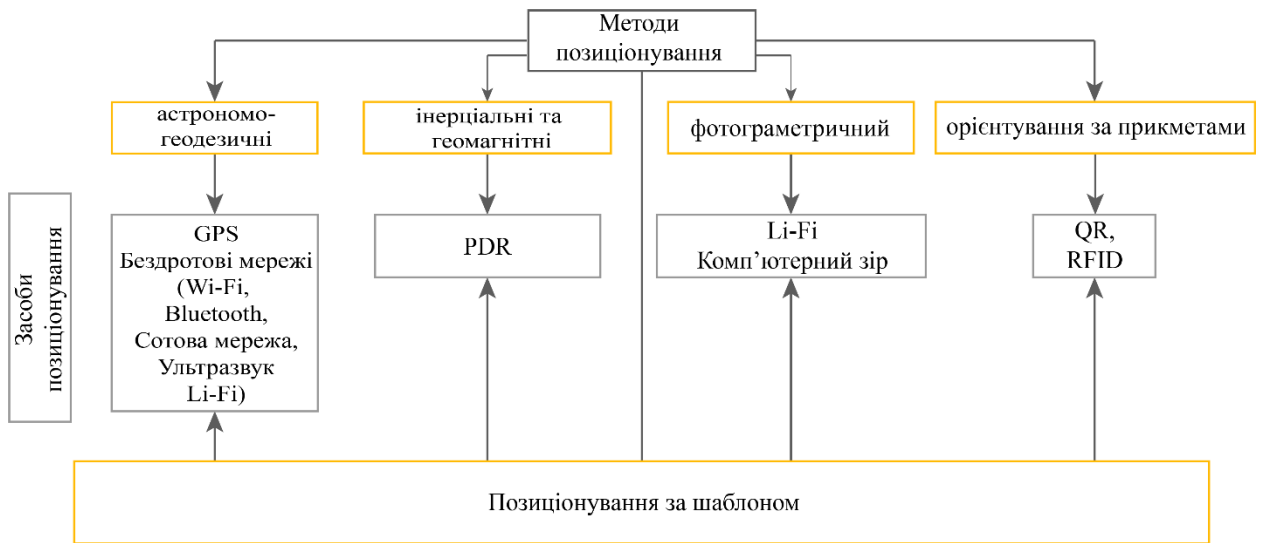 Методи
позиціонування
астрономо-
геодезичні
інерціальні та
геомагнітні
фотограметричний
орієнтування за прикметами
Засоби
позиціонування
GPS
Бездротові мережі
(Wi-Fi,
Bluetooth,
Сотова мережа,
Ультразвук
Li-Fi)
PDR
Li-Fi
Комп’ютерний зір
QR,
RFID
Позиціонування за шаблоном